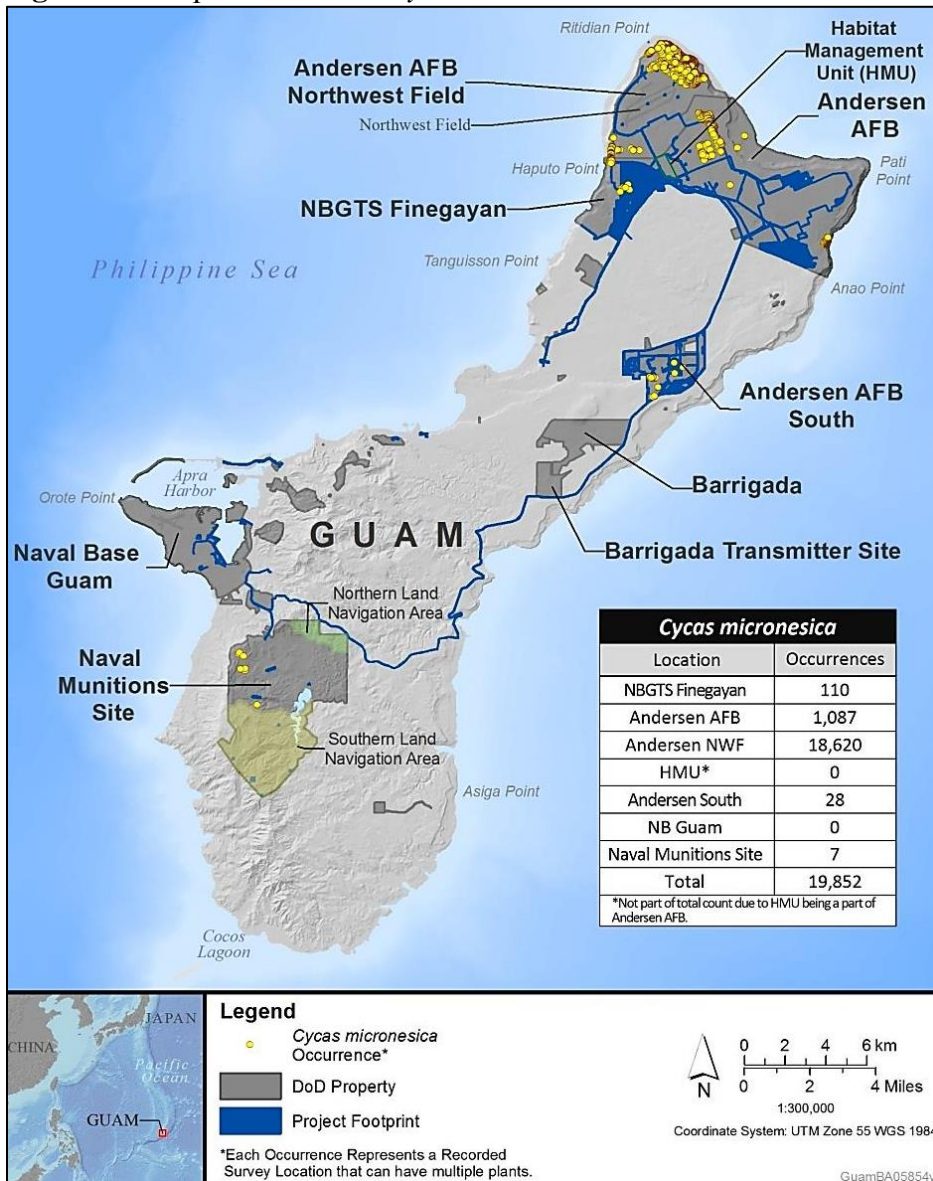 Ritidian Point
Habitat
Management
Unit (HMU)
Andersen AFB
Northwest Field
Northwest Field
Andersen
AFB
Haputo Point
Pati
Point
NBGTS Finegayan
Philippine Sea
Tanguisson Point
Anao Point
Andersen AFB
South
Apra
Harbor
Orote Point
Barrigada
GUAM
Naval Base
Guam
Barrigada Transmitter Site
Northern Land
Navigation Area
Naval
Munitions
Site
Southern Land
Navigation Area
Asiga Point
Cocos
Lagoon
Cycas micronesica
Location Occurrences
NBGTS Finegayan 110
Andersen AFB 1,087
Andersen NWF 18,620
HMU* 0
Andersen South 28
NB Guam 0
Naval Munitions Site 7
Total 19,852
*Not part of total count due to HMU being a part of
Andersen AFB.
JAPAN
CHINA
Pacific
Ocean
GUAM
Legend
Cycas micronesica
Occurrence*
DoD Property
Project Footprint
*Each Occurrence Represents a Recorded
Survey Location that can have multiple plants.
N
0 2 4 6 km
0 2 4 Miles
1:300,000
Coordinate System: UTM Zone 55 WGS 1984